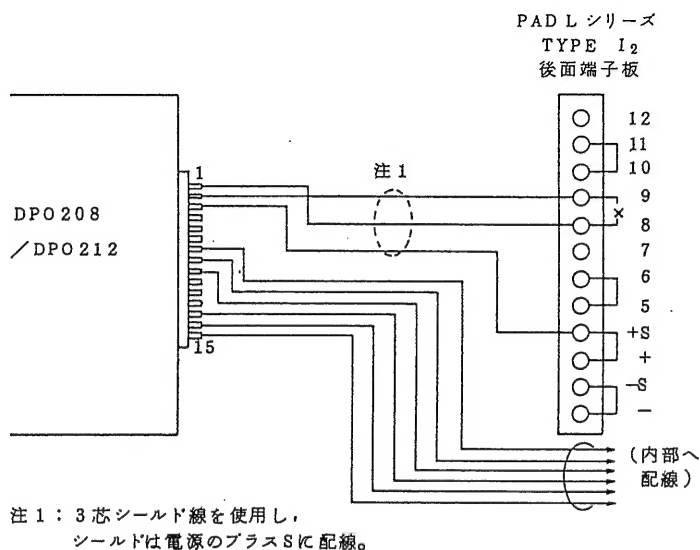 PAD L シリーズ
TYPE I₂
後面端子板
12
11
10
9
8
7
6
5
+S
+
-S
-
1
15
注1
×
DPO208
／DPO212
(内部へ
配線)
注1：3芯シールド線を使用し，
シールドは電源のプラスSに配線。